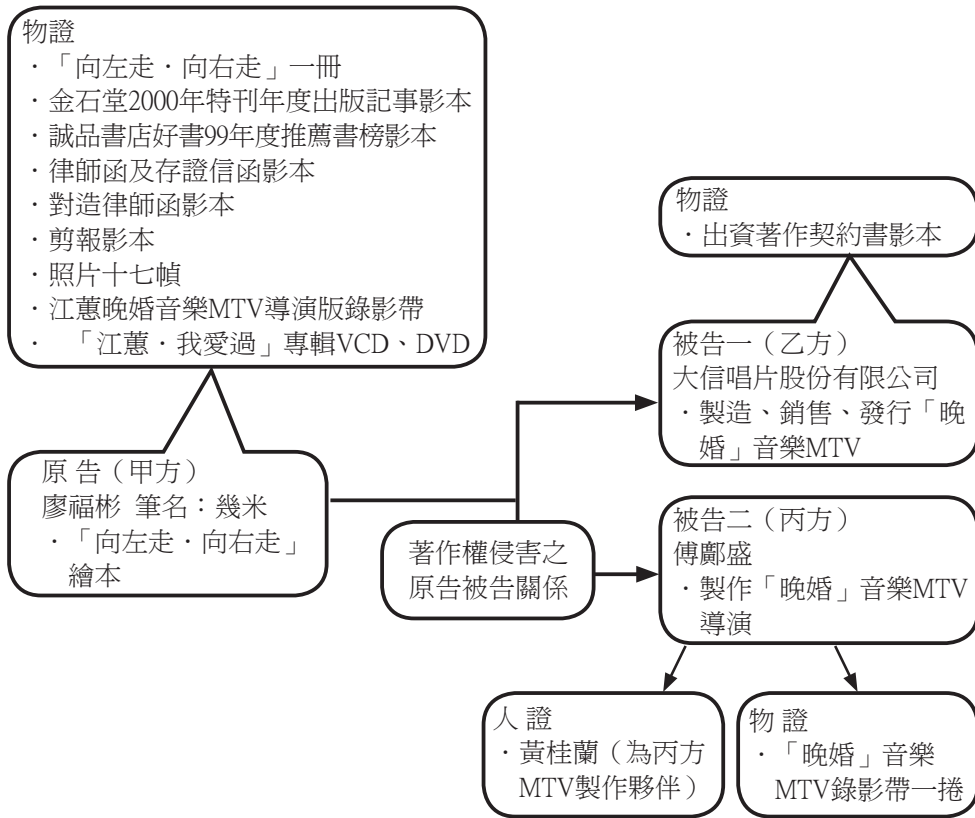 物證
·「向左走·向右走」一冊
·金石堂2000年特刊年度出版記事影本
·誠品書店好書99年度推薦書榜影本
·律師函及存證信函影本
·對造律師函影本
·剪報影本
·照片十七幀
·江蕙晚婚音樂MTV導演版錄影帶
· 「江蕙·我愛過」專輯VCD、DVD
原 告（甲方）
廖福彬 筆名：幾米
·「向左走·向右走」
繪本
著作權侵害之
原告被告關係
物證
·出資著作契約書影本
被告一（乙方）
大信唱片股份有限公司
·製造、銷售、發行「晚
婚」音樂MTV
被告二（丙方）
傅鄺盛
·製作「晚婚」音樂MTV
導演
人 證
·黃桂蘭（為丙方
MTV製作夥伴）
物 證
·「晚婚」音樂
MTV錄影帶一捲